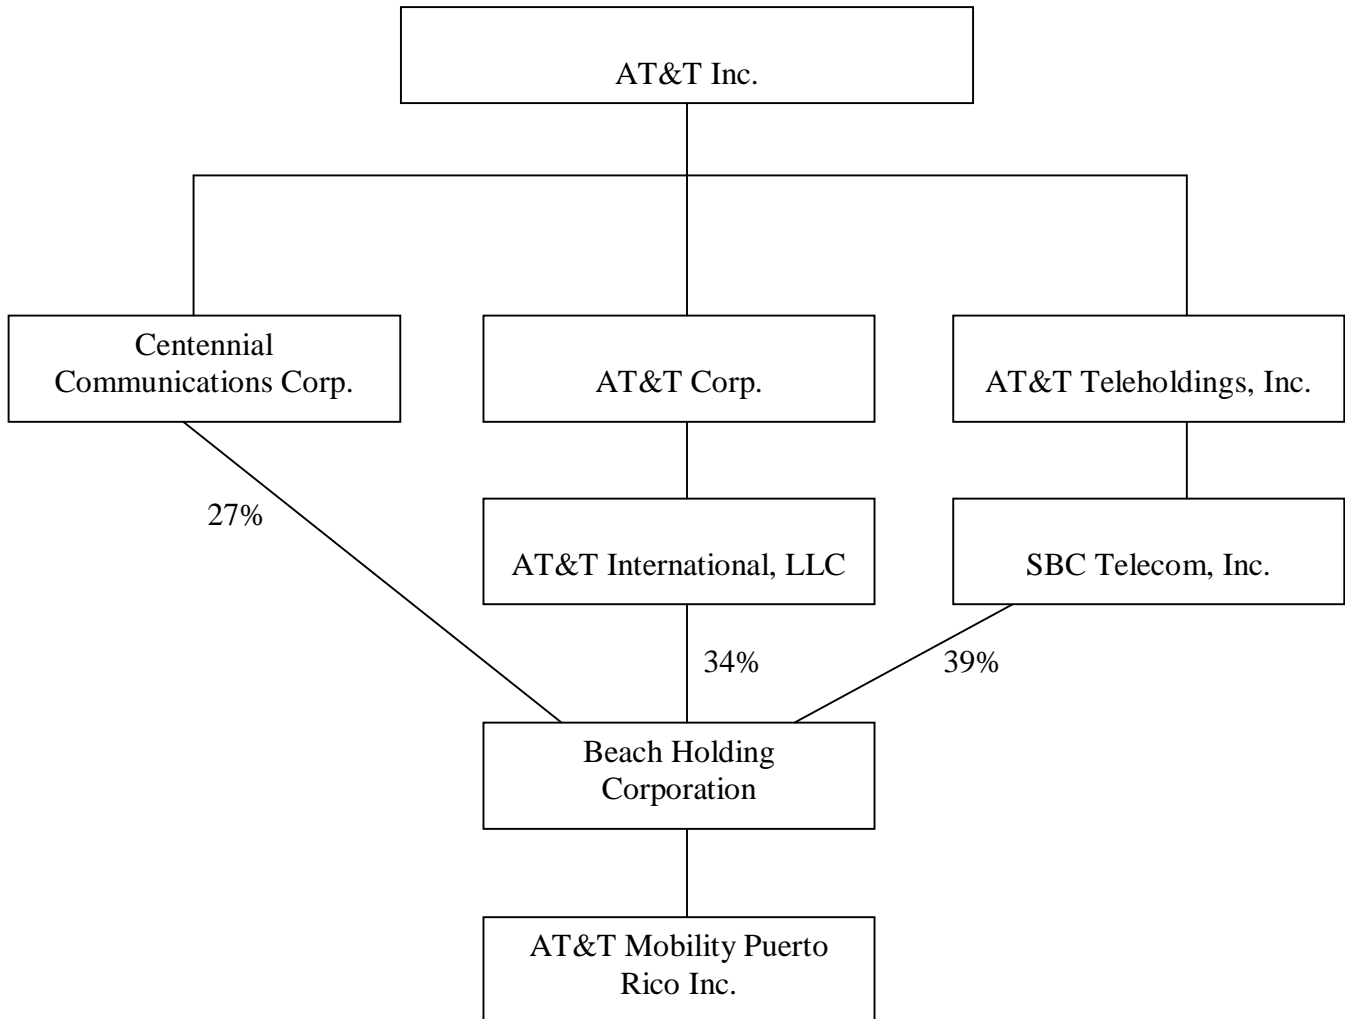 AT&T Inc.
Centennial
Communications Corp.
AT&T Corp.
AT&T Teleholdings, Inc.
27%
AT&T International, LLC
SBC Telecom, Inc.
34%
39%
Beach Holding
Corporation
AT&T Mobility Puerto
Rico Inc.